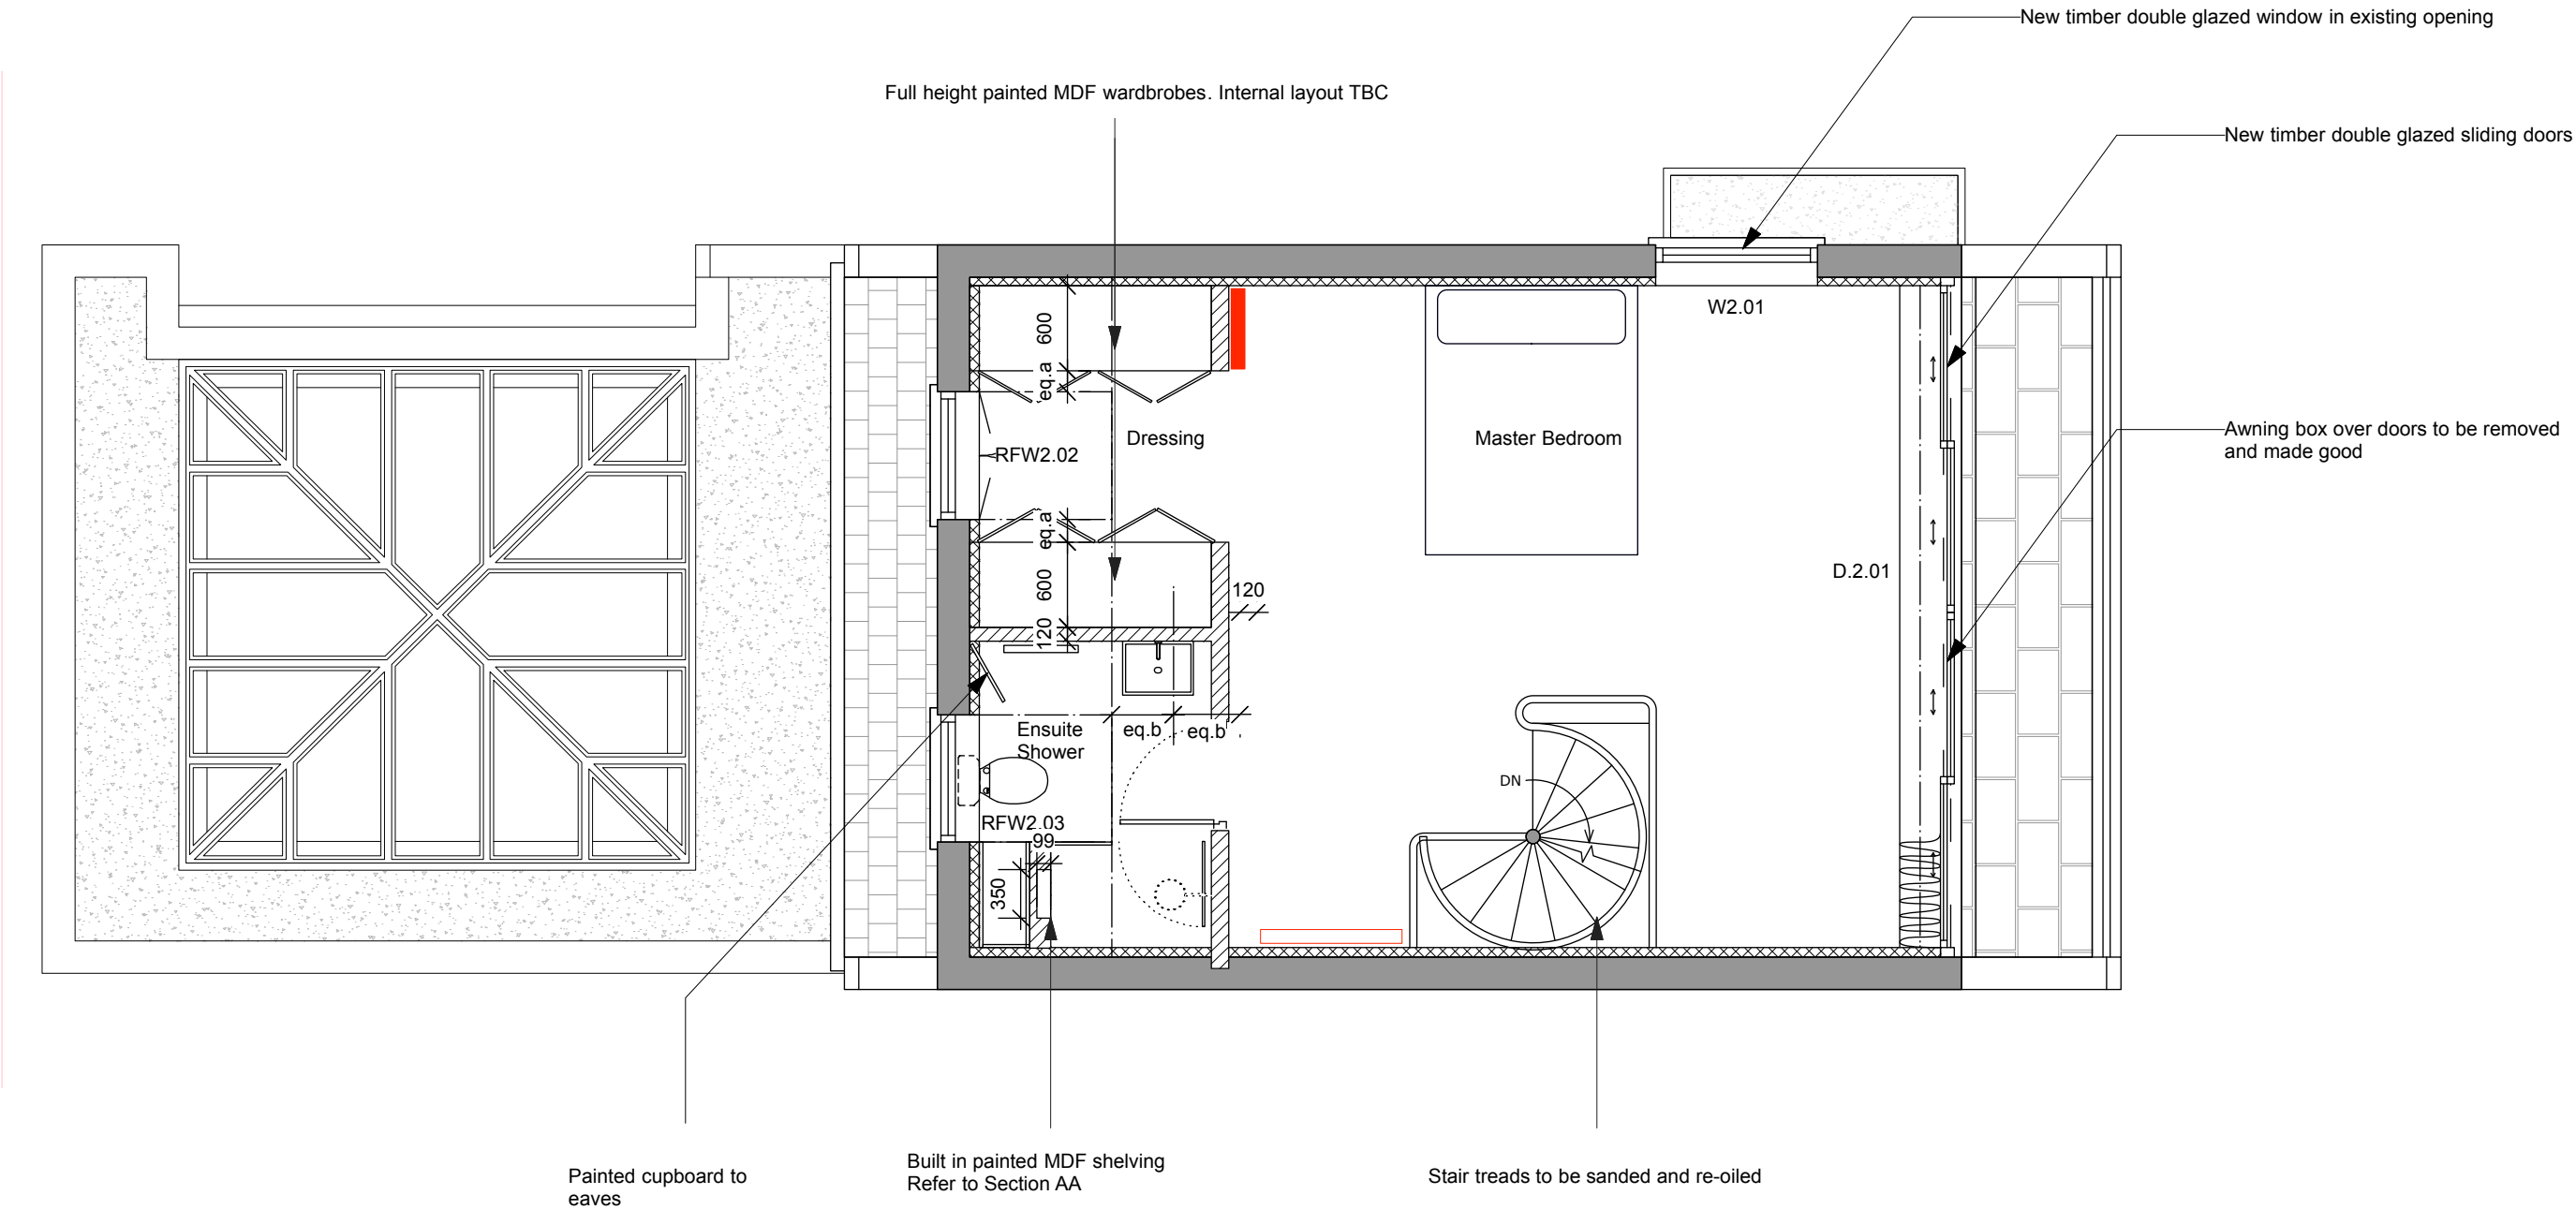 New timber double glazed window in existing opening
Full height painted MDF wardbrobes. Internal layout TBC
New timber double glazed sliding doors
W2.01
600
eq.a
Dressing
Master Bedroom
Awning box over doors to be removed
and made good
RFW2.02
eq.a
600
120
120
D.2.01
Ensuite
Shower
eq.b
eq.b
DN
RFW2.03
99
350
Painted cupboard to
eaves
Built in painted MDF shelving
Refer to Section AA
Stair treads to be sanded and re-oiled